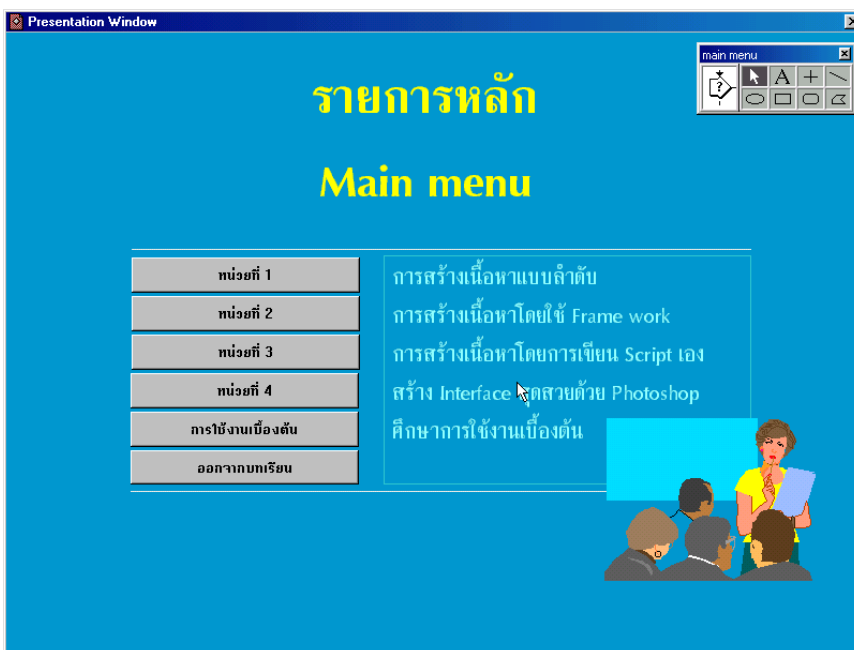 Presentation Window
main menu
รายการหลัก
Main menu
หน่วยที่ 1
การสร้างเนื้อหาแบบลำดับ
หน่วยที่ 2
การสร้างเนื้อหาโดยใช้ Frame work
หน่วยที่ 3
การสร้างเนื้อหาโดยการเขียน Script เอง
หน่วยที่ 4
สร้าง Interface สุดสวยด้วย Photoshop
การใช้งานเบื้องต้น
ศึกษาการใช้งานเบื้องต้น
ออกจากบทเรียน